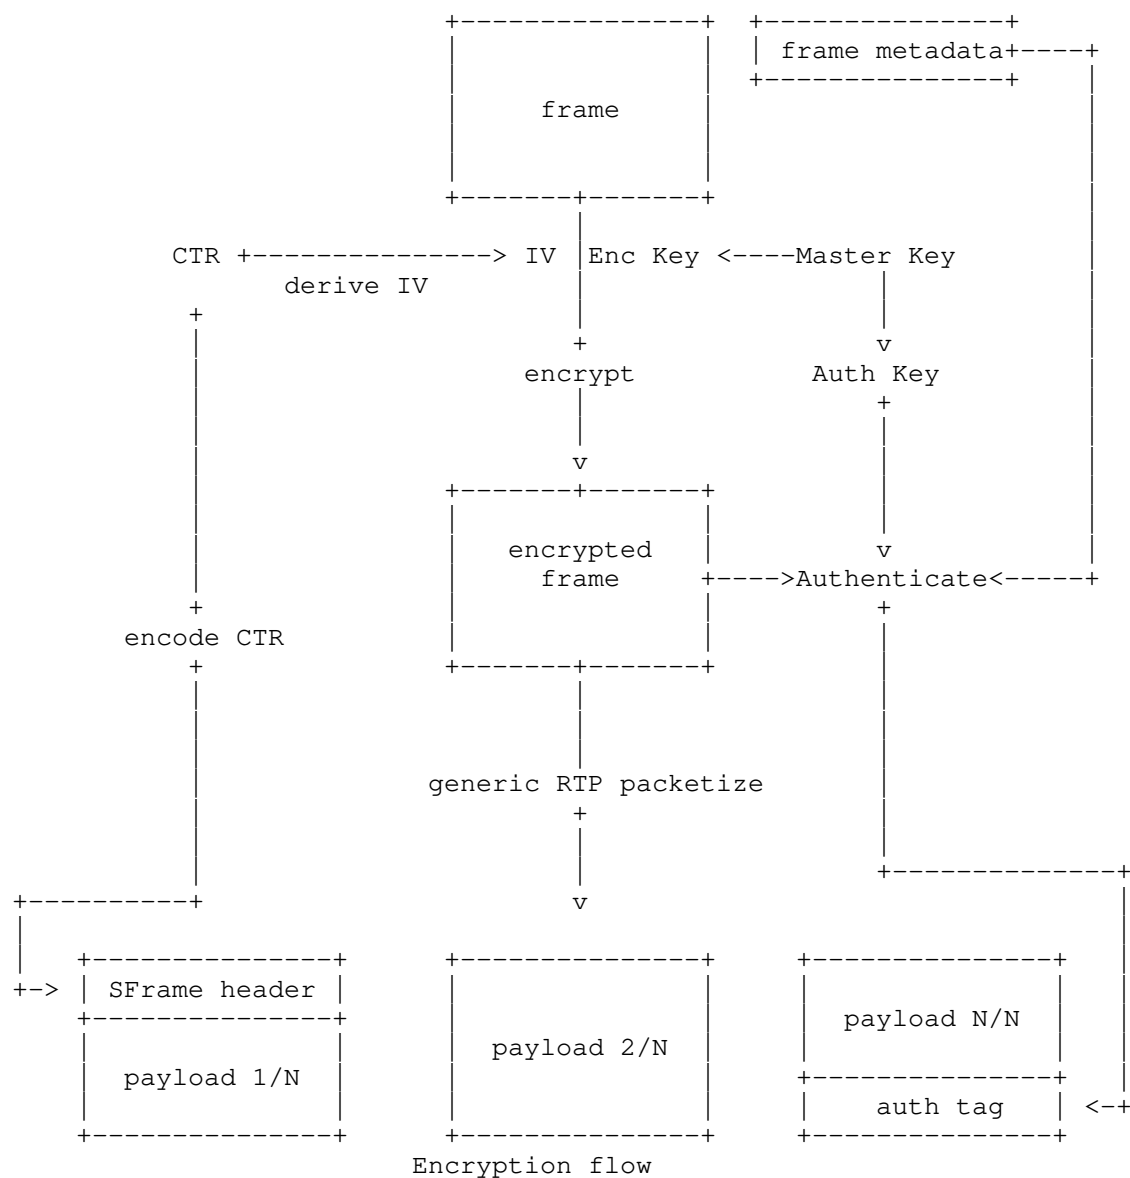 frame metadata
frame
CTR derive IV IV Enc Key Master Key
encrypt Auth Key
encrypted
frame Authenticate
encode CTR
generic RTP packetize
SFrame header
payload N/N
payload 2/N
payload 1/N
auth tag
Encryption flow